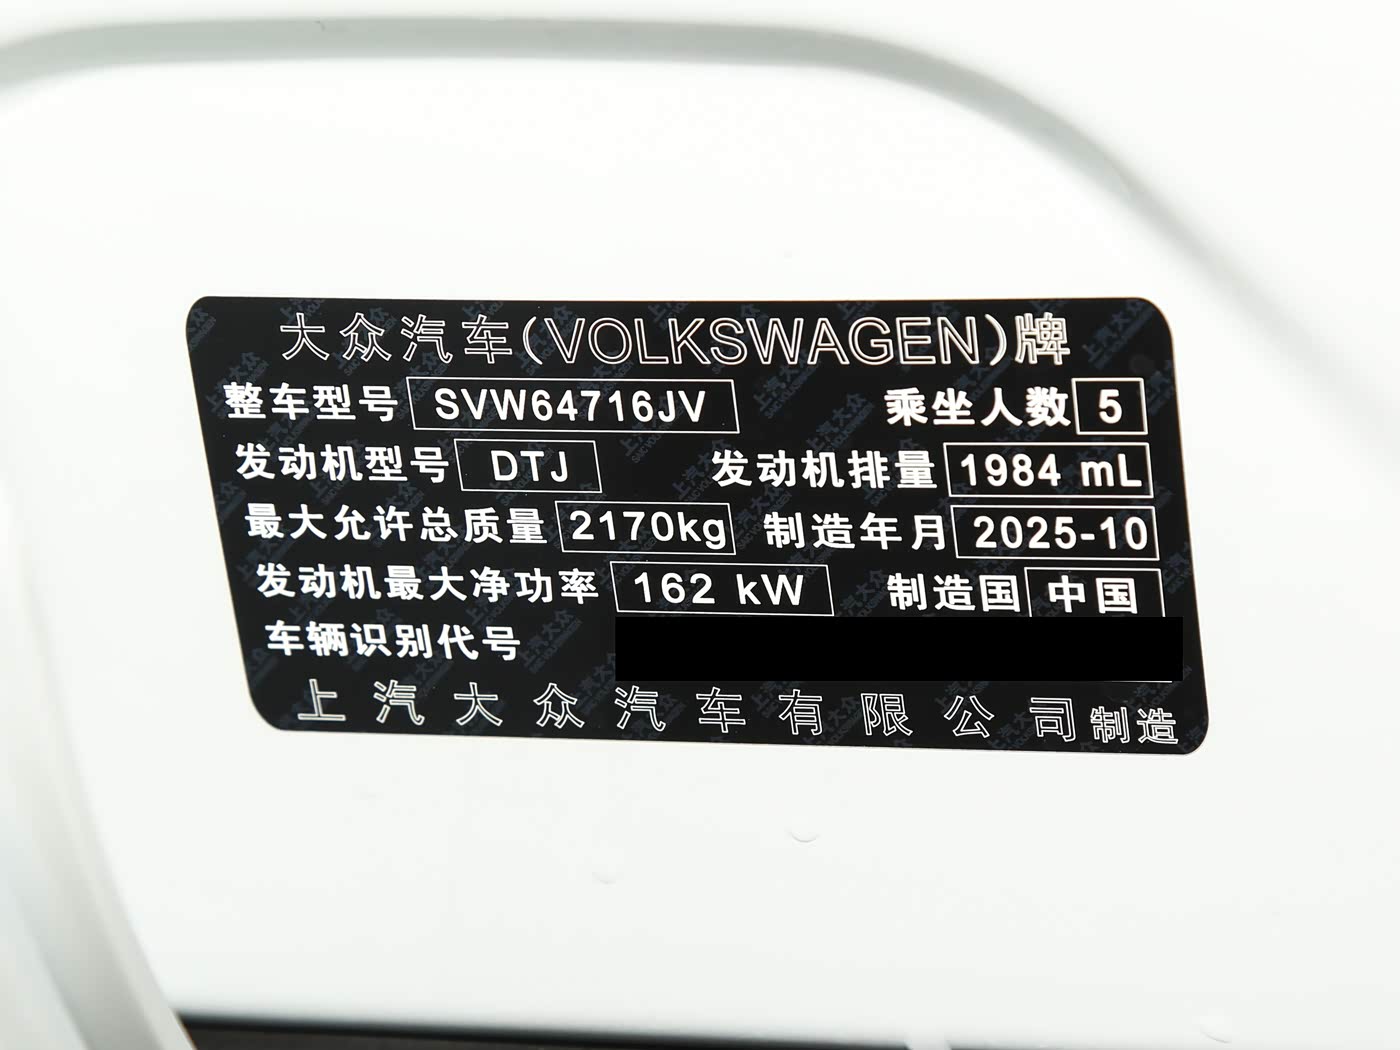 大众汽车(VOLKSWAGEN)牌
整车型号 SVW64716JV 乘坐人数 5
发动机型号 DTJ 发动机排量 1984 mL
最大允许总质量 2170kg 制造年月 2025-10
发动机最大净功率 162 kW 制造国 中国
车辆识别代号
上汽大众汽车有限公司制造